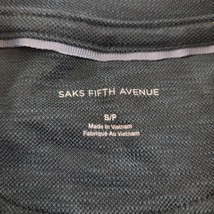 SAKS FIFTH AVENUE
S/P
Made in Vietnam
Fabriqué Au Vietnam